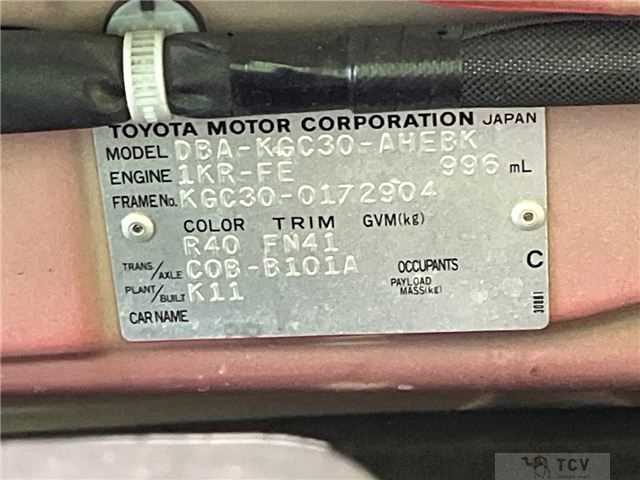 TOYOTA MOTOR CORPORATION JAPAN
MODEL DBA-KGC30-AHEBK
ENGINE 1KR-FE 996 mL
FRAME No. KGC30-0172904
COLOR TRIM GVM(kg)
R40 FN41
TRANS/AXLE C0B-B101A OCCUPANTS C
PLANT/BUILT K11 PAYLOAD MASS(kg)
CAR NAME
30881
TCV